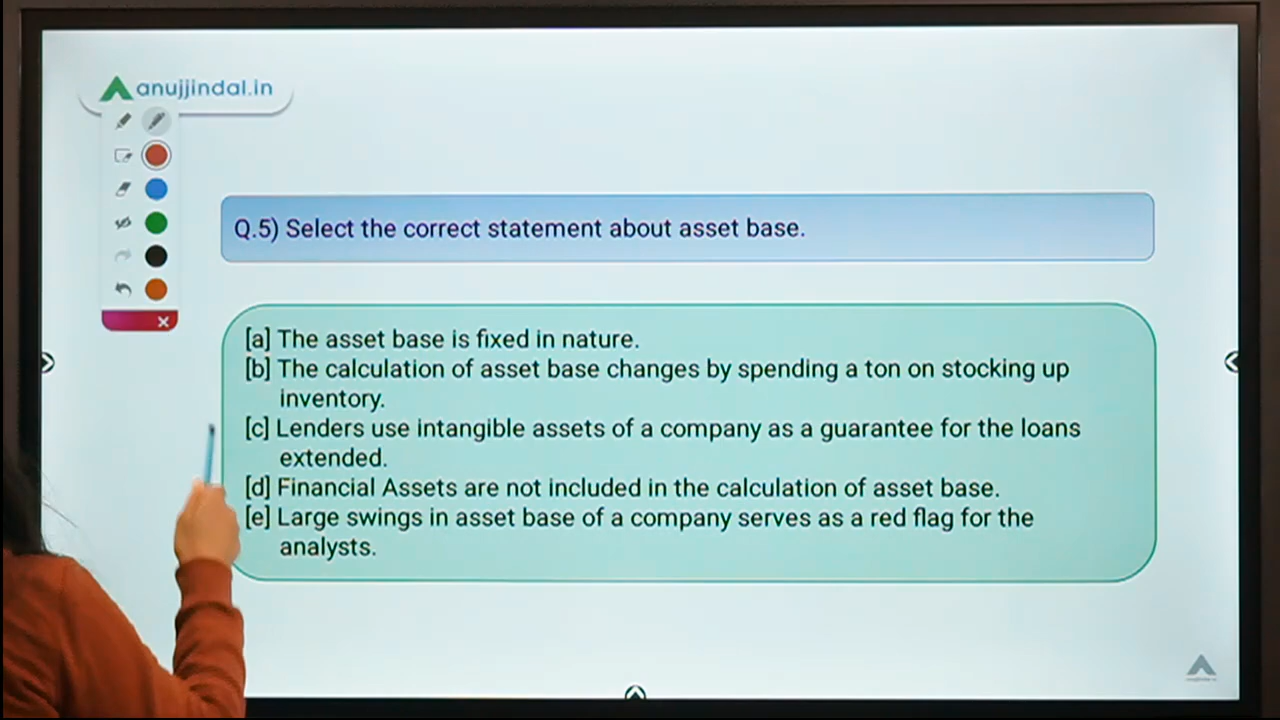 anujjindal.in
Q.5) Select the correct statement about asset base.
[a] The asset base is fixed in nature.
[b] The calculation of asset base changes by spending a ton on stocking up
inventory.
[c] Lenders use intangible assets of a company as a guarantee for the loans
extended.
[d] Financial Assets are not included in the calculation of asset base.
[e] Large swings in asset base of a company serves as a red flag for the
analysts.